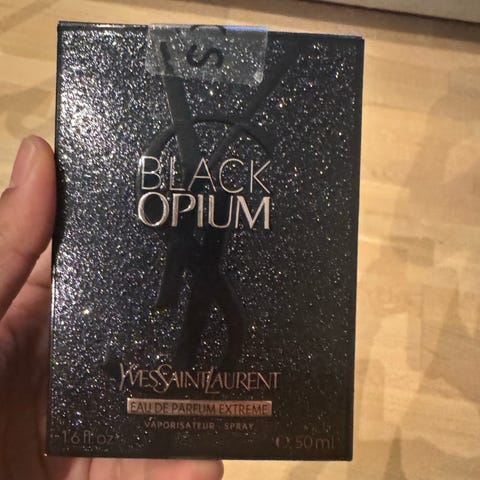 BLACK
OPIUM
YVESSAINTLAURENT
EAU DE PARFUM EXTREME
VAPORISATEUR - SPRAY
1.6 fl oz ℮ 50 ml